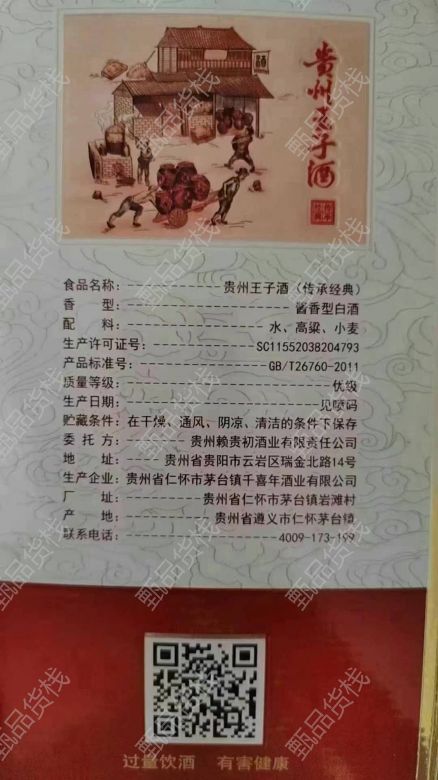 贵州王子酒
食品名称：贵州王子酒（传承经典）
香型：酱香型白酒
配料：水、高粱、小麦
生产许可证号：SC11552038204793
产品标准号：GB/T26760-2011
质量等级：优级
生产日期：见喷码
贮藏条件：在干燥、通风、阴凉、清洁的条件下保存
委托方：贵州赖贵初酒业有限责任公司
地址：贵州省贵阳市云岩区瑞金北路14号
生产企业：贵州省仁怀市茅台镇千喜年酒业有限公司
厂址：贵州省仁怀市茅台镇岩滩村
产地：贵州省遵义市仁怀茅台镇
联系电话：4009-173-199
过量饮酒 有害健康
甄品货栈